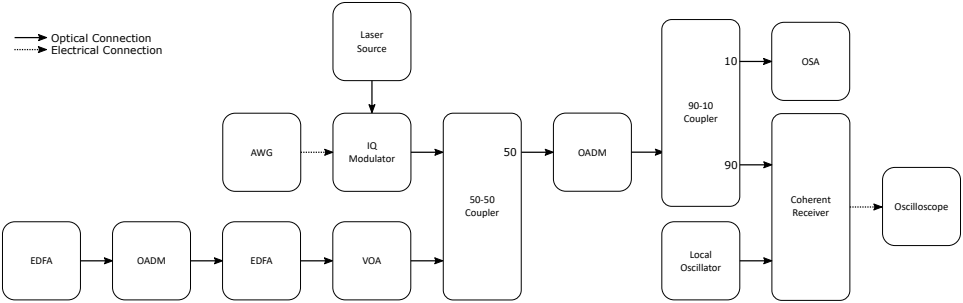 Optical Connection
Electrical Connection
Laser
Source
AWG
IQ
Modulator
50
50-50
Coupler
OADM
10
90-10
Coupler
90
OSA
Coherent
Receiver
Oscilloscope
Local
Oscillator
EDFA
OADM
EDFA
VOA